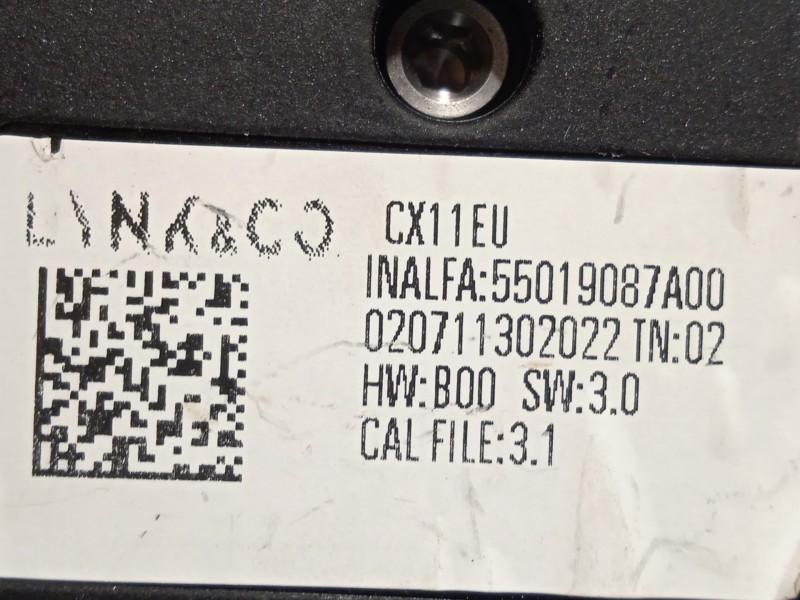 LYNK&CO CX11EU
INALFA:55019087A00
020711302022 TN:02
HW:B00 SW:3.0
CAL FILE:3.1